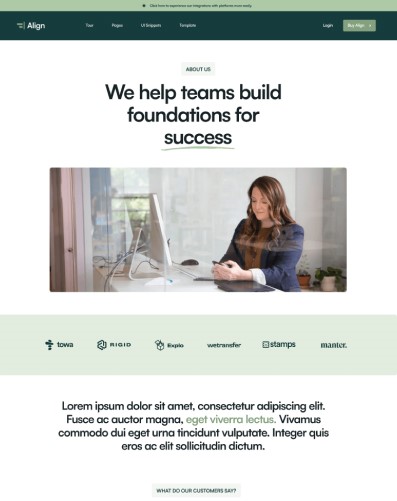 Click here to experience our integrations with platforms more easily.
Align
Tour Pages UI Snippets Template Login Buy Align
ABOUT US
We help teams build
foundations for
success
towa RIGID Explo wetransfer stamps manter.
Lorem ipsum dolor sit amet, consectetur adipiscing elit.
Fusce ac auctor magna, eget viverra lectus. Vivamus
commodo dui eget urna tincidunt vulputate. Integer quis
eros ac elit sollicitudin dictum.
WHAT DO OUR CUSTOMERS SAY?